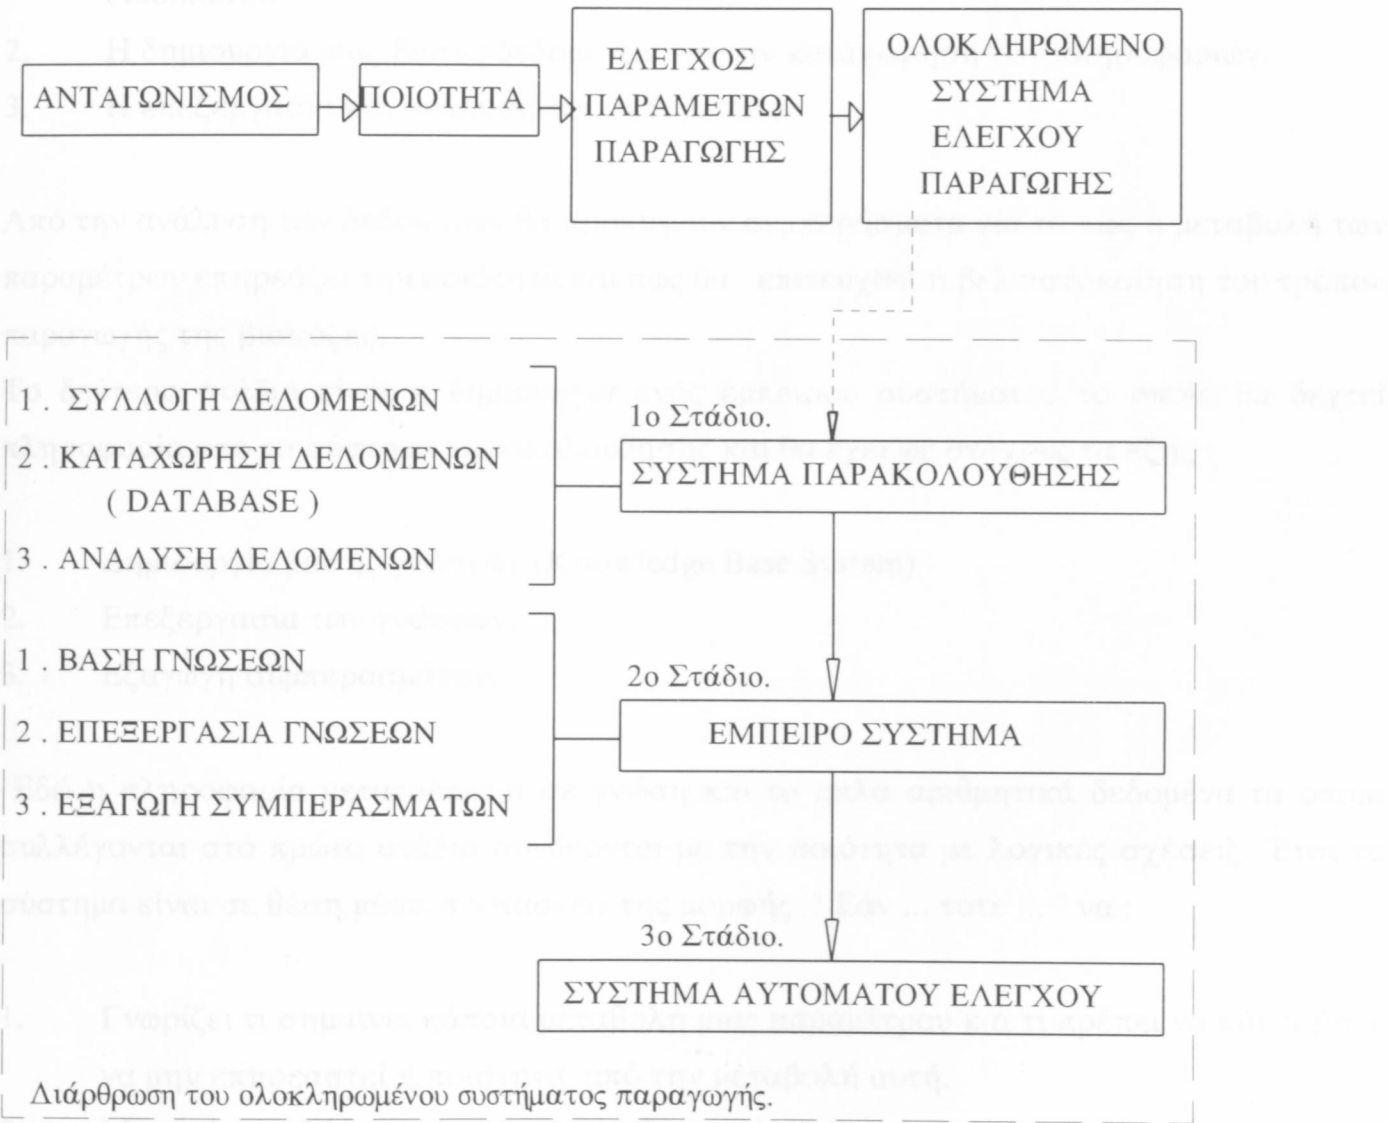 ΑΝΤΑΓΩΝΙΣΜΟΣ
ΠΟΙΟΤΗΤΑ
ΕΛΕΓΧΟΣ
ΠΑΡΑΜΕΤΡΩΝ
ΠΑΡΑΓΩΓΗΣ
ΟΛΟΚΛΗΡΩΜΕΝΟ
ΣΥΣΤΗΜΑ
ΕΛΕΓΧΟΥ
ΠΑΡΑΓΩΓΗΣ
1 . ΣΥΛΛΟΓΗ ΔΕΔΟΜΕΝΩΝ
2 . ΚΑΤΑΧΩΡΗΣΗ ΔΕΔΟΜΕΝΩΝ
( DATABASE )
3 . ΑΝΑΛΥΣΗ ΔΕΔΟΜΕΝΩΝ
1ο Στάδιο.
ΣΥΣΤΗΜΑ ΠΑΡΑΚΟΛΟΥΘΗΣΗΣ
1 . ΒΑΣΗ ΓΝΩΣΕΩΝ
2 . ΕΠΕΞΕΡΓΑΣΙΑ ΓΝΩΣΕΩΝ
3 . ΕΞΑΓΩΓΗ ΣΥΜΠΕΡΑΣΜΑΤΩΝ
2ο Στάδιο.
ΕΜΠΕΙΡΟ ΣΥΣΤΗΜΑ
3ο Στάδιο.
ΣΥΣΤΗΜΑ ΑΥΤΟΜΑΤΟΥ ΕΛΕΓΧΟΥ
Διάρθρωση του ολοκληρωμένου συστήματος παραγωγής.